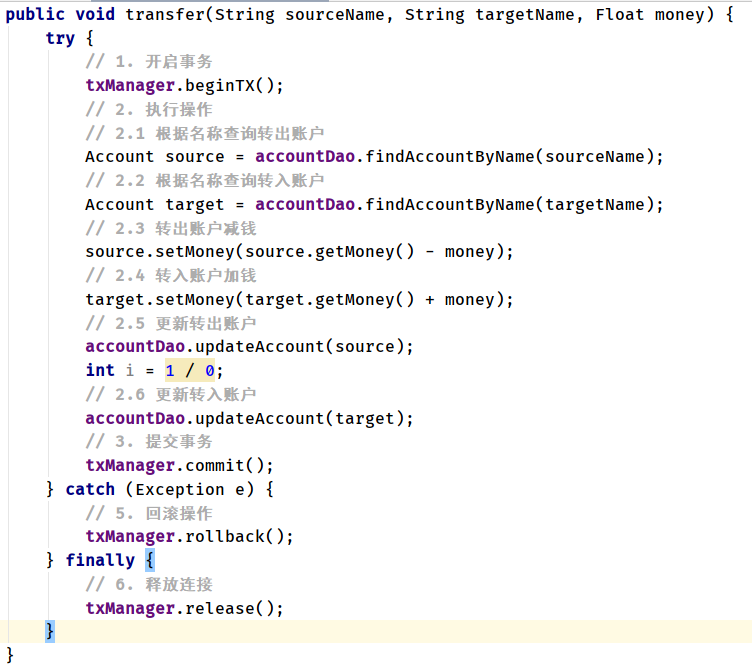 public void transfer(String sourceName, String targetName, Float money) {
    try {
        // 1. 开启事务
        txManager.beginTX();
        // 2. 执行操作
        // 2.1 根据名称查询转出账户
        Account source = accountDao.findAccountByName(sourceName);
        // 2.2 根据名称查询转入账户
        Account target = accountDao.findAccountByName(targetName);
        // 2.3 转出账户减钱
        source.setMoney(source.getMoney() - money);
        // 2.4 转入账户加钱
        target.setMoney(target.getMoney() + money);
        // 2.5 更新转出账户
        accountDao.updateAccount(source);
        int i = 1 / 0;
        // 2.6 更新转入账户
        accountDao.updateAccount(target);
        // 3. 提交事务
        txManager.commit();
    } catch (Exception e) {
        // 5. 回滚操作
        txManager.rollback();
    } finally {
        // 6. 释放连接
        txManager.release();
    }
}